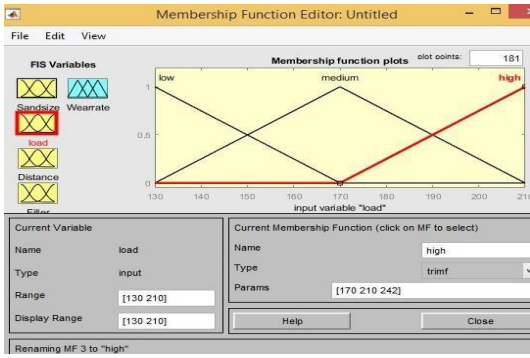 Membership Function Editor: Untitled
File Edit View
FIS Variables
Sandsize Wearrate
load
Distance
Filler
Membership function plots
plot points: 181
low medium high
1
0.5
0
130 140 150 160 170 180 190 200 210
input variable "load"
Current Variable
Name load
Type input
Range [130 210]
Display Range [130 210]
Current Membership Function (click on MF to select)
Name high
Type trimf
Params [170 210 242]
Help Close
Renaming MF 3 to "high"